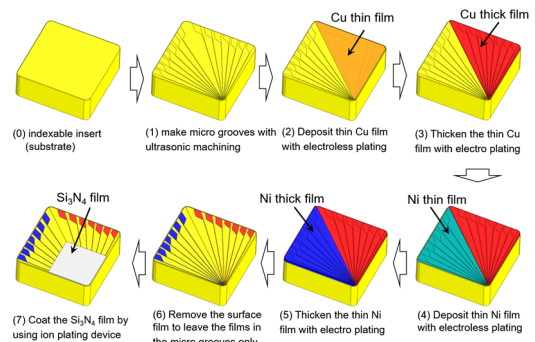 Cu thin film
Cu thick film
(0) indexable insert
(substrate)
(1) make micro grooves with
ultrasonic machining
(2) Deposit thin Cu film
with electroless plating
(3) Thicken the thin Cu
film with electro plating
Si₃N₄ film
Ni thick film
Ni thin film
(7) Coat the Si₃N₄ film by
using ion plating device
(6) Remove the surface
film to leave the films in
the micro grooves only
(5) Thicken the thin Ni
film with electro plating
(4) Deposit thin Ni film
with electroless plating